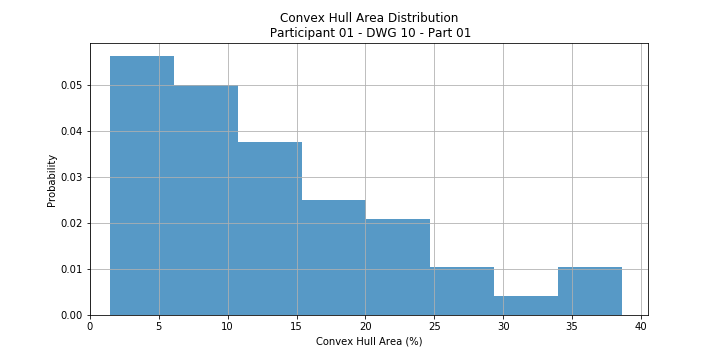 Convex Hull Area Distribution
Participant 01 - DWG 10 - Part 01
0.05
0.04
0.03
0.02
0.01
0.00
Probability
0 5 10 15 20 25 30 35 40
Convex Hull Area (%)